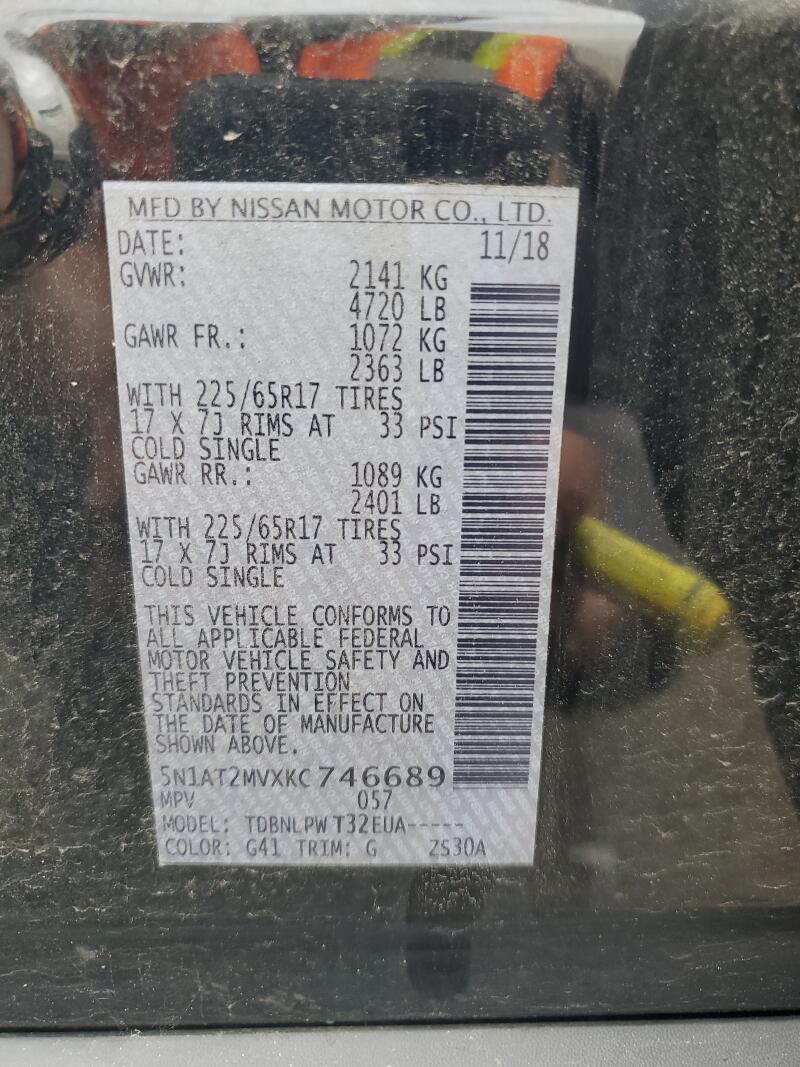 MFD BY NISSAN MOTOR CO., LTD.
DATE: 11/18
GVWR: 2141 KG
4720 LB
GAWR FR.: 1072 KG
2363 LB
WITH 225/65R17 TIRES
17 X 7J RIMS AT 33 PSI
COLD SINGLE
GAWR RR.: 1089 KG
2401 LB
WITH 225/65R17 TIRES
17 X 7J RIMS AT 33 PSI
COLD SINGLE
THIS VEHICLE CONFORMS TO
ALL APPLICABLE FEDERAL
MOTOR VEHICLE SAFETY AND
THEFT PREVENTION
STANDARDS IN EFFECT ON
THE DATE OF MANUFACTURE
SHOWN ABOVE.
5N1AT2MVXKC746689
MPV 057
MODEL: TDBNLPW T32EUA-----
COLOR: G41 TRIM: G ZS30A